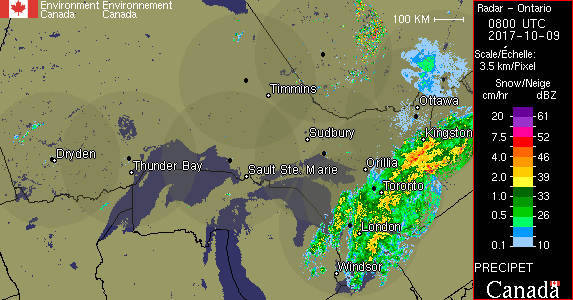 Environment Environnement
Canada Canada
100 KM
Timmins
Ottawa
Sudbury
Kingston
Dryden
Thunder Bay
Sault Ste. Marie
Orillia
Toronto
London
Windsor
Radar - Ontario
0800 UTC
2017-10-09
Scale/Échelle:
3.5 km/Pixel
Snow/Neige
cm/hr dBZ
20 61
7.5 52
4.0 46
2.0 39
1.0 33
0.5 26
0.1 10
PRECIPET
Canada